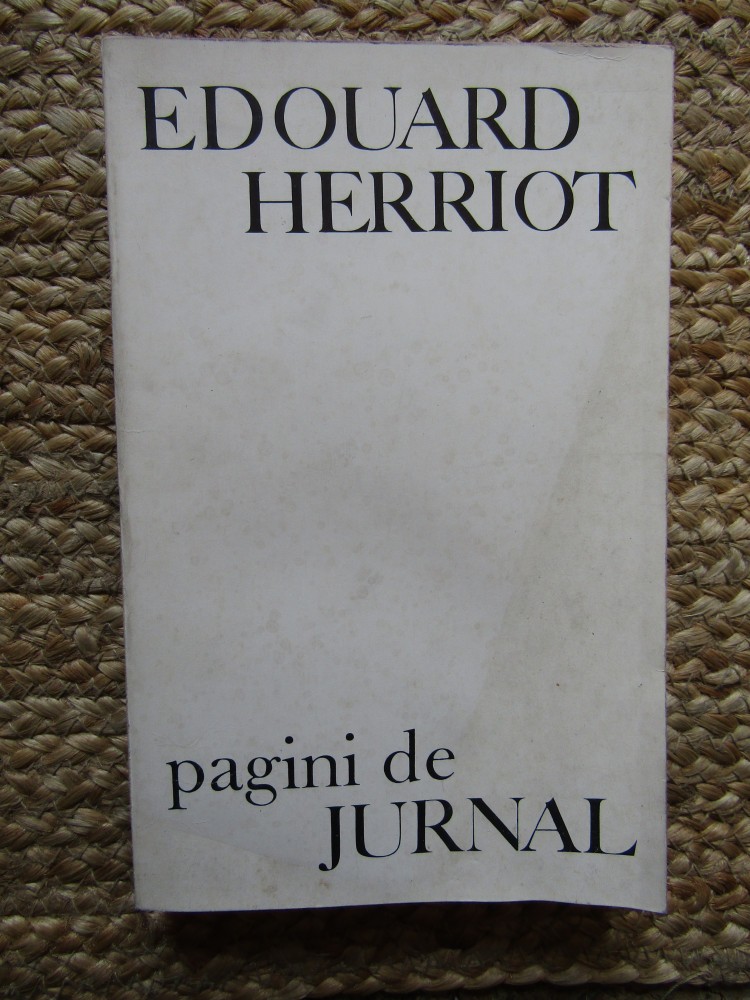 EDOUARD
HERRIOT
pagini de
JURNAL